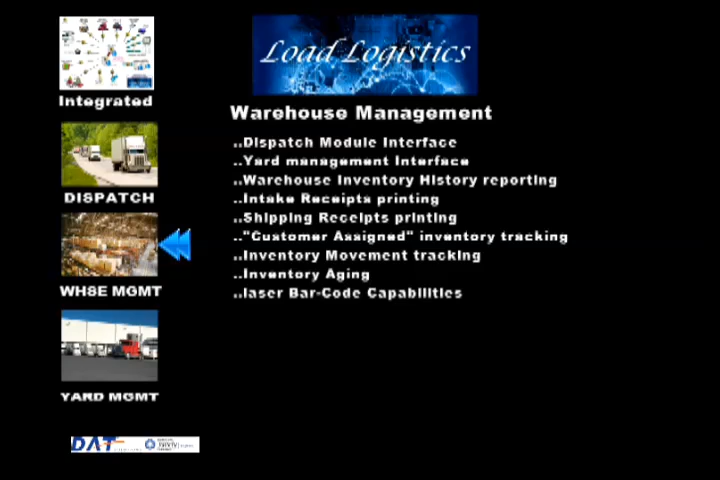 Load Logistics
Integrated
Warehouse Management
..Dispatch Module Interface
..Yard management Interface
..Warehouse Inventory History reporting
..Intake Receipts printing
..Shipping Receipts printing
.."Customer Assigned" inventory tracking
..Inventory Movement tracking
..Inventory Aging
..laser Bar-Code Capabilities
DISPATCH
WHSE MGMT
YARD MGMT
DAT